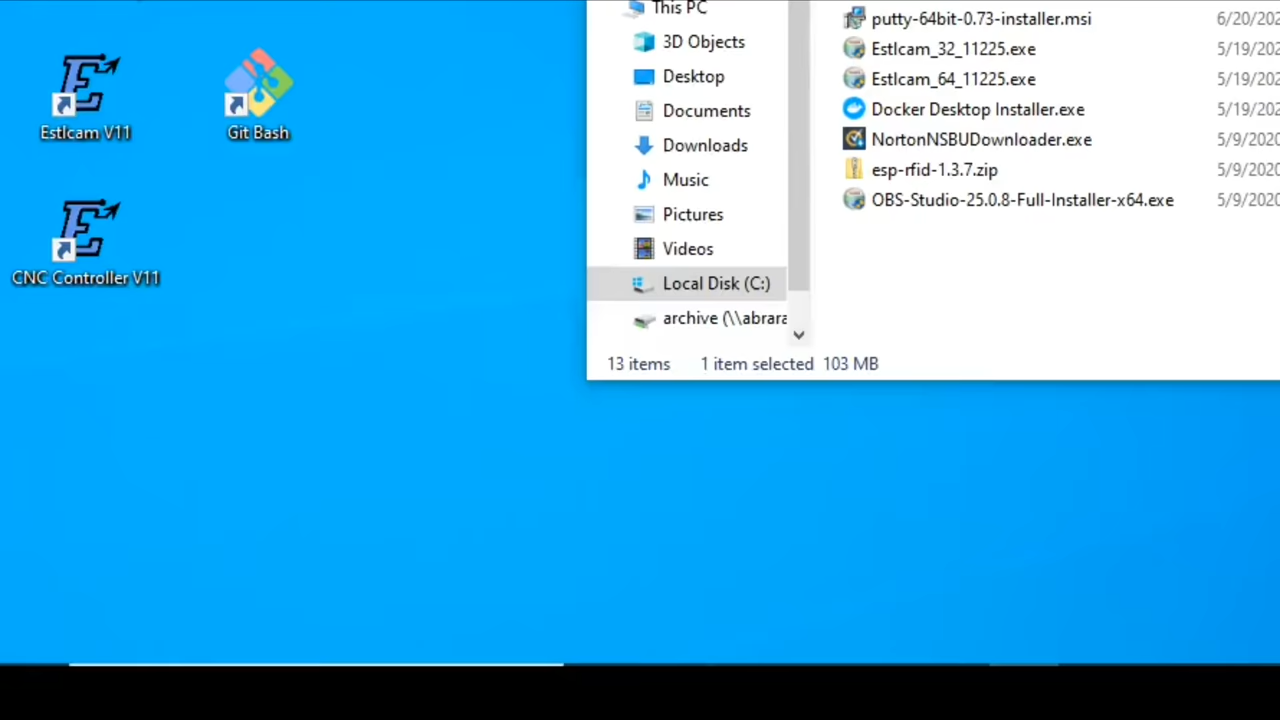 Estlcam V11
Git Bash
CNC Controller V11
This PC
3D Objects
Desktop
Documents
Downloads
Music
Pictures
Videos
Local Disk (C:)
archive (\\abrara
putty-64bit-0.73-installer.msi 6/20/202
Estlcam_32_11225.exe 5/19/202
Estlcam_64_11225.exe 5/19/202
Docker Desktop Installer.exe 5/19/202
NortonNSBUDownloader.exe 5/9/2020
esp-rfid-1.3.7.zip 5/9/2020
OBS-Studio-25.0.8-Full-Installer-x64.exe 5/9/2020
13 items 1 item selected 103 MB